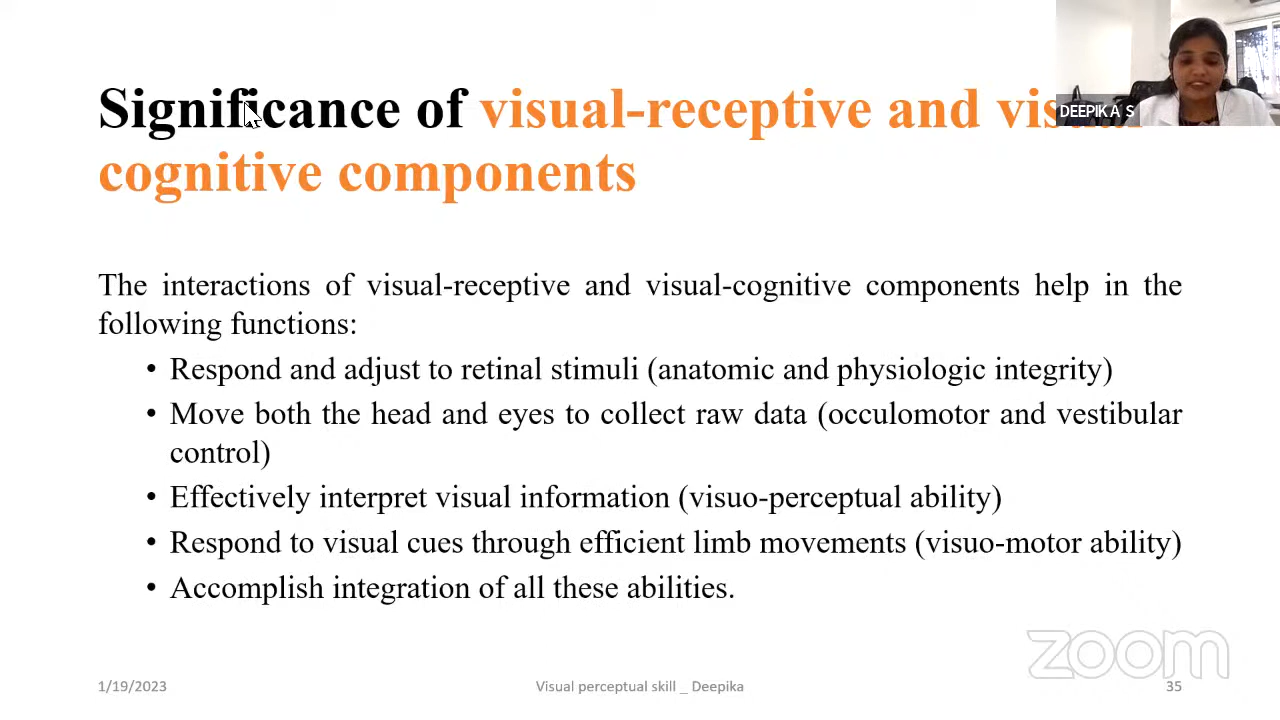 DEEPIKA S
Significance of visual-receptive and visual
cognitive components
The interactions of visual-receptive and visual-cognitive components help in the
following functions:
• Respond and adjust to retinal stimuli (anatomic and physiologic integrity)
• Move both the head and eyes to collect raw data (occulomotor and vestibular
control)
• Effectively interpret visual information (visuo-perceptual ability)
• Respond to visual cues through efficient limb movements (visuo-motor ability)
• Accomplish integration of all these abilities.
zoom
1/19/2023
Visual perceptual skill _ Deepika
35